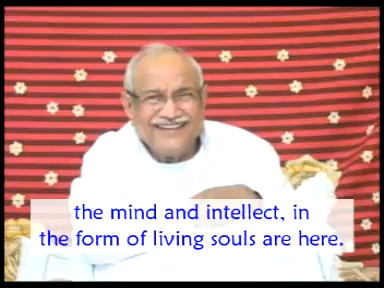 the mind and intellect, in
the form of living souls are here.